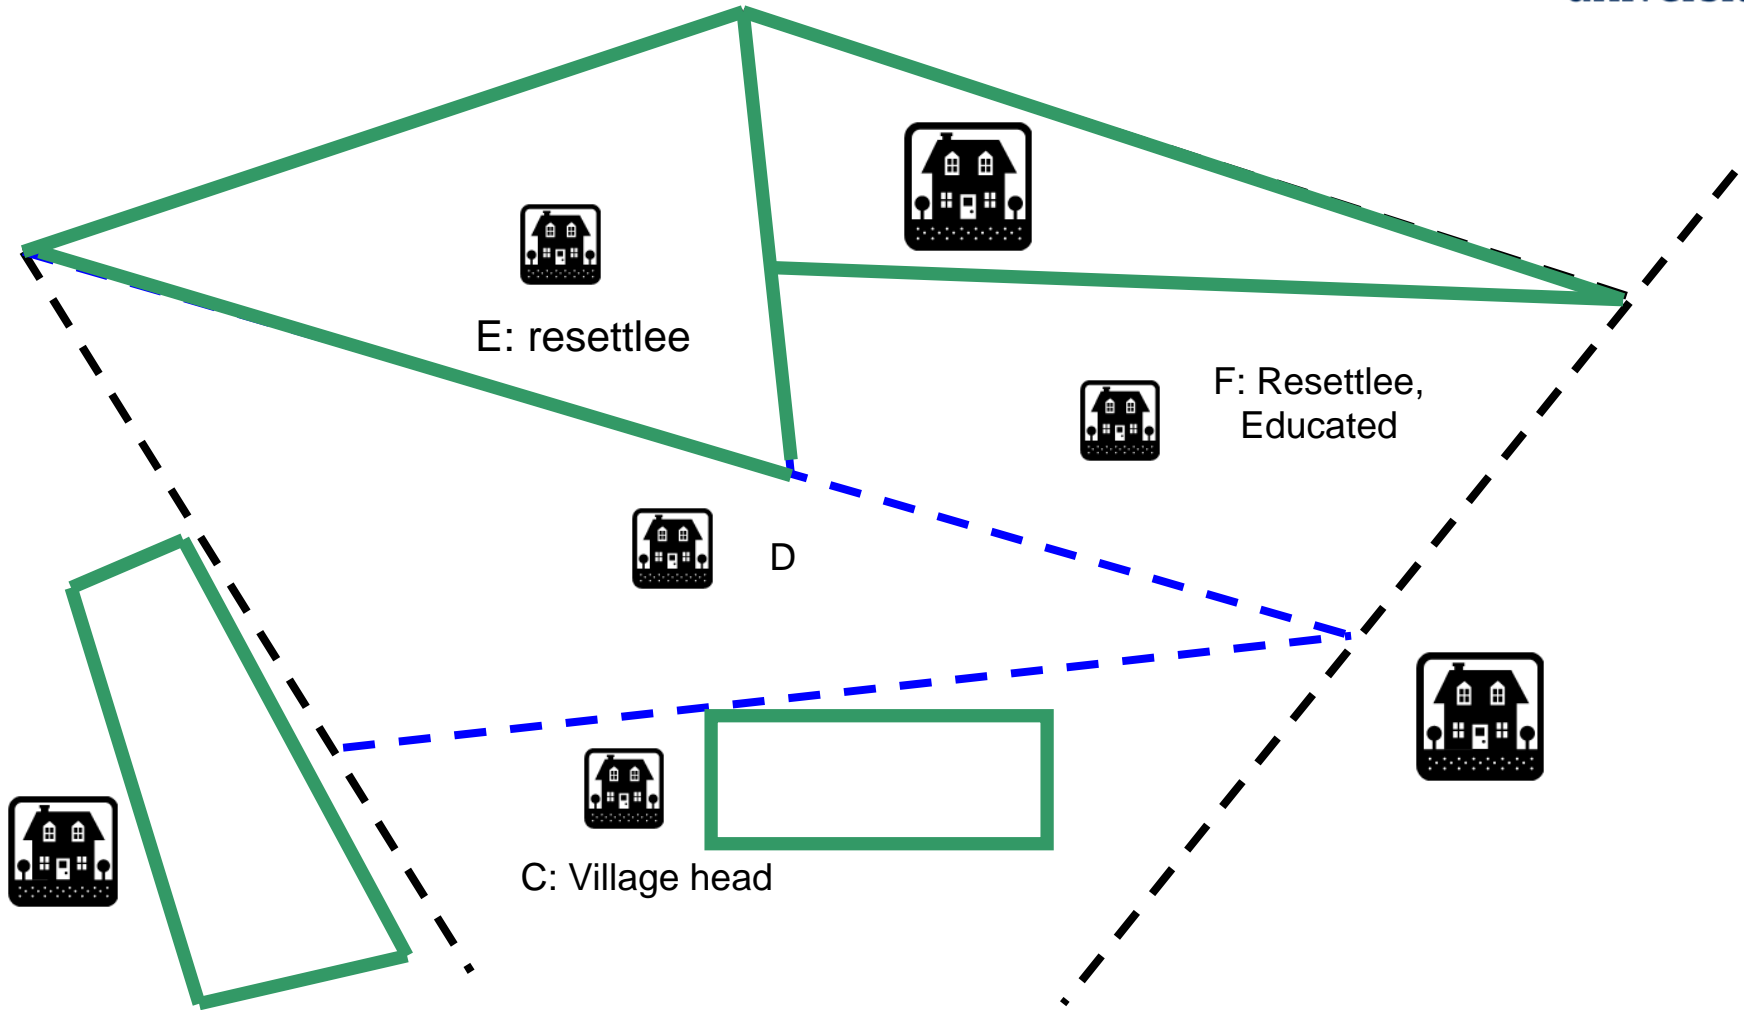 E: resettlee
F: Resettlee,
Educated
D
C: Village head